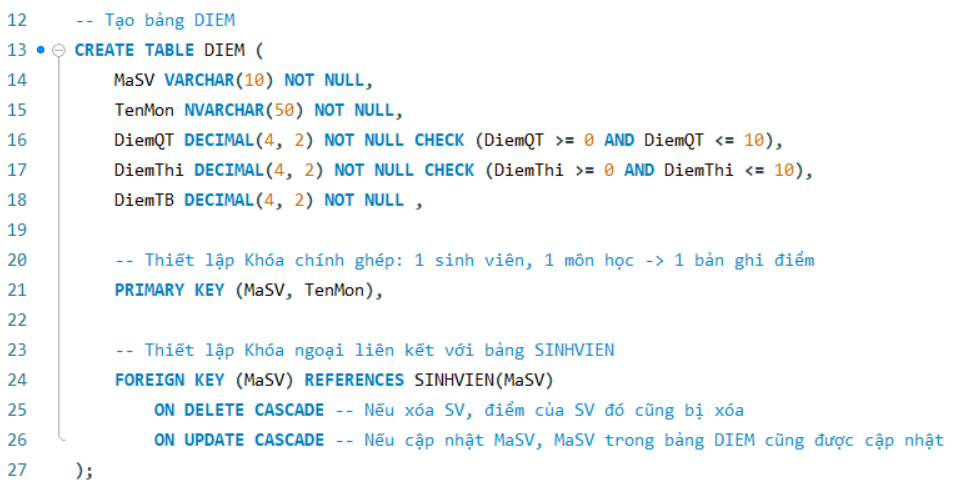 12 -- Tạo bảng DIEM
13 CREATE TABLE DIEM (
14 MaSV VARCHAR(10) NOT NULL,
15 TenMon NVARCHAR(50) NOT NULL,
16 DiemQT DECIMAL(4, 2) NOT NULL CHECK (DiemQT >= 0 AND DiemQT <= 10),
17 DiemThi DECIMAL(4, 2) NOT NULL CHECK (DiemThi >= 0 AND DiemThi <= 10),
18 DiemTB DECIMAL(4, 2) NOT NULL ,
19
20 -- Thiết lập Khóa chính ghép: 1 sinh viên, 1 môn học -> 1 bản ghi điểm
21 PRIMARY KEY (MaSV, TenMon),
22
23 -- Thiết lập Khóa ngoại liên kết với bảng SINHVIEN
24 FOREIGN KEY (MaSV) REFERENCES SINHVIEN(MaSV)
25 ON DELETE CASCADE -- Nếu xóa SV, điểm của SV đó cũng bị xóa
26 ON UPDATE CASCADE -- Nếu cập nhật MaSV, MaSV trong bảng DIEM cũng được cập nhật
27 );